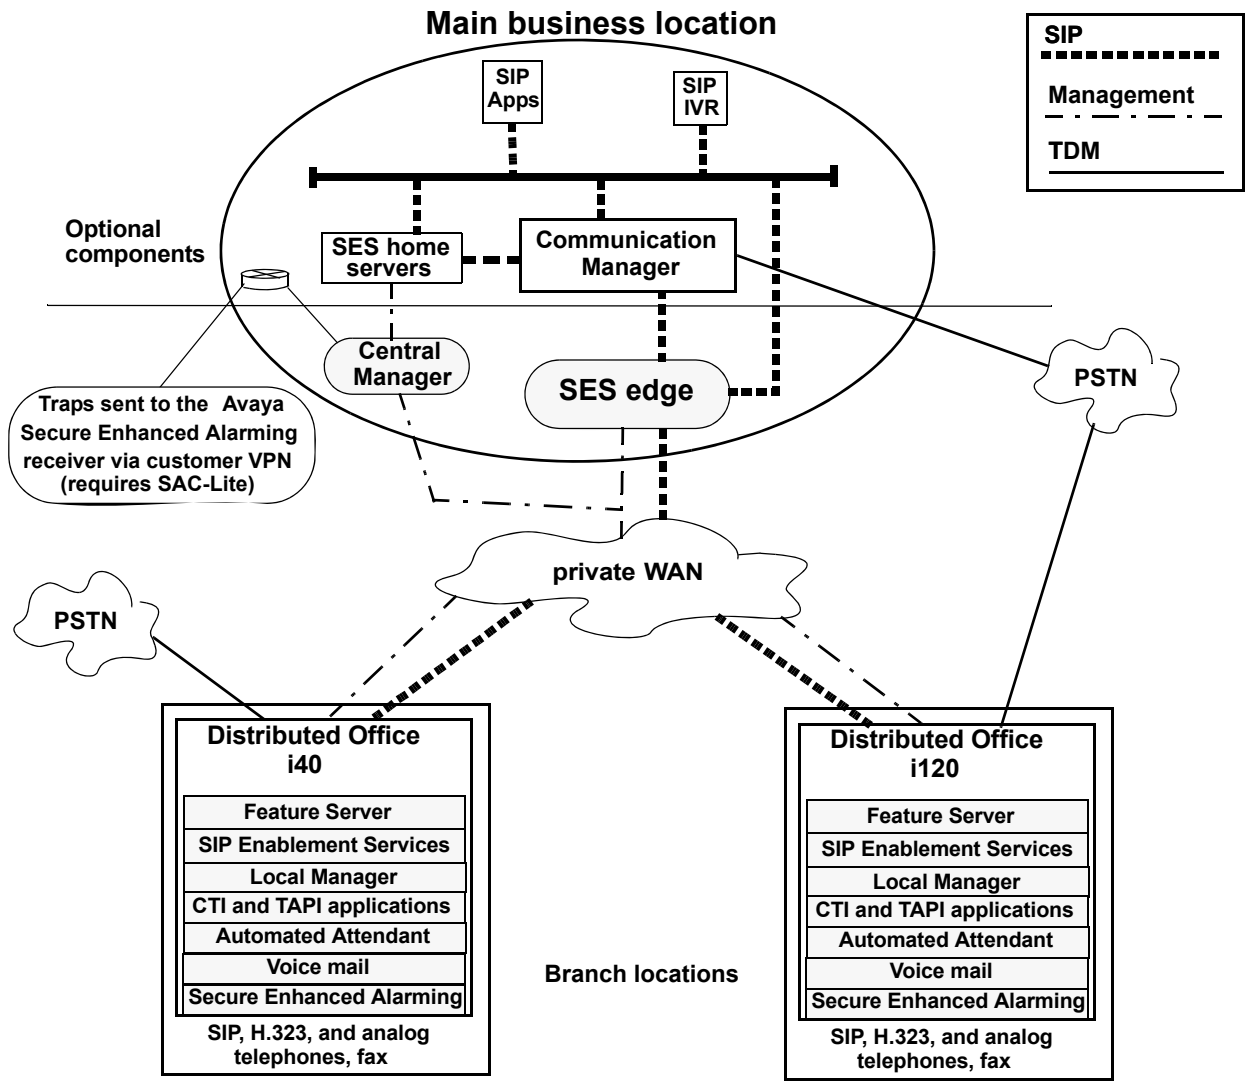 Main business location
SIP
Management
TDM
SIP
Apps
SIP
IVR
Optional
components
SES home
servers
Communication
Manager
Central
Manager
SES edge
PSTN
Traps sent to the Avaya
Secure Enhanced Alarming
receiver via customer VPN
(requires SAC-Lite)
private WAN
PSTN
Distributed Office
i40
Feature Server
SIP Enablement Services
Local Manager
CTI and TAPI applications
Automated Attendant
Voice mail
Secure Enhanced Alarming
SIP, H.323, and analog
telephones, fax
Branch locations
Distributed Office
i120
Feature Server
SIP Enablement Services
Local Manager
CTI and TAPI applications
Automated Attendant
Voice mail
Secure Enhanced Alarming
SIP, H.323, and analog
telephones, fax